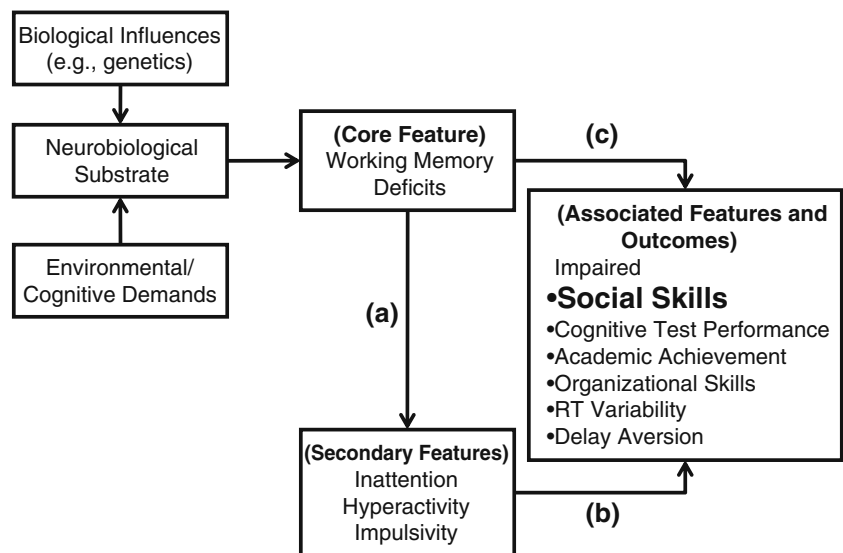 Biological Influences
(e.g., genetics)
Neurobiological
Substrate
Environmental/
Cognitive Demands
(Core Feature)
Working Memory
Deficits
(a)
(c)
(Secondary Features)
Inattention
Hyperactivity
Impulsivity
(b)
(Associated Features and
Outcomes)
Impaired
•Social Skills
•Cognitive Test Performance
•Academic Achievement
•Organizational Skills
•RT Variability
•Delay Aversion